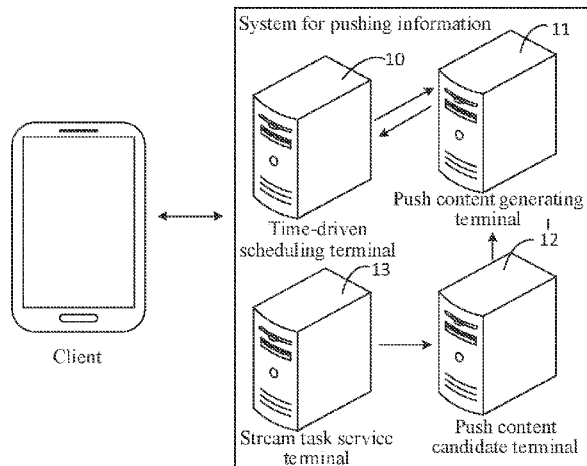 System for pushing information
10
11
Time-driven
scheduling terminal
Push content generating
terminal
12
13
Client
Stream task service
terminal
Push content
candidate terminal